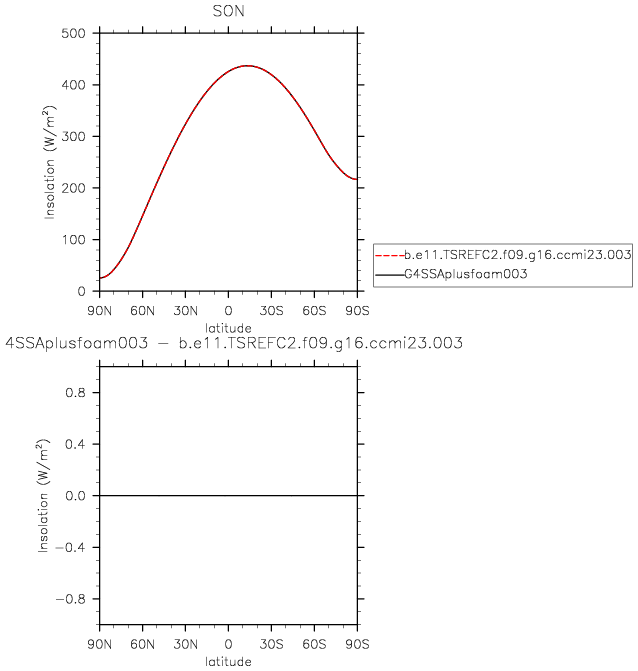 SON
500
400
300
200
100
0
Insolation (W/m²)
90N 60N 30N 0 30S 60S 90S
latitude
b.e11.TSREFC2.f09.g16.ccmi23.003
G4SSAplusfoam003
4SSAplusfoam003 − b.e11.TSREFC2.f09.g16.ccmi23.003
0.8
0.4
0.0
−0.4
−0.8
Insolation (W/m²)
90N 60N 30N 0 30S 60S 90S
latitude